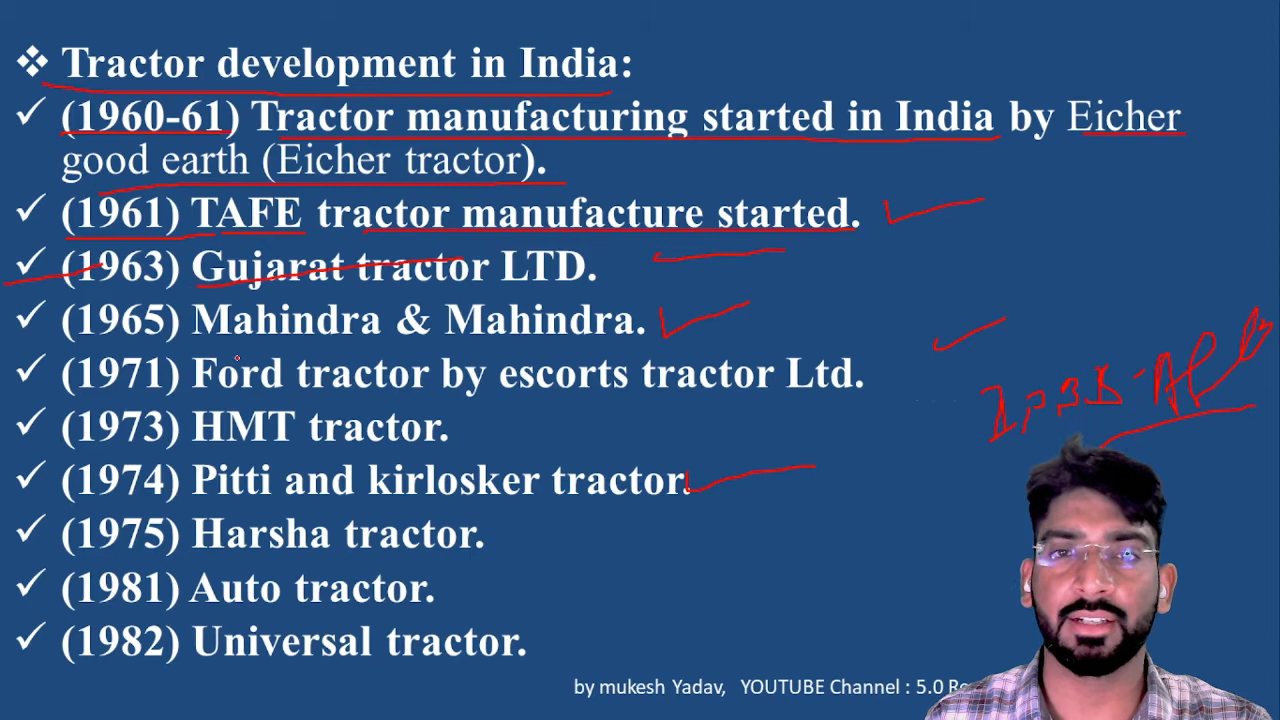 ❖ Tractor development in India:
✓ (1960-61) Tractor manufacturing started in India by Eicher
good earth (Eicher tractor).
✓ (1961) TAFE tractor manufacture started.
✓ (1963) Gujarat tractor LTD.
✓ (1965) Mahindra & Mahindra.
✓ (1971) Ford tractor by escorts tractor Ltd.
✓ (1973) HMT tractor.
✓ (1974) Pitti and kirlosker tractor.
✓ (1975) Harsha tractor.
✓ (1981) Auto tractor.
✓ (1982) Universal tractor.
by mukesh Yadav, YOUTUBE Channel : 5.0